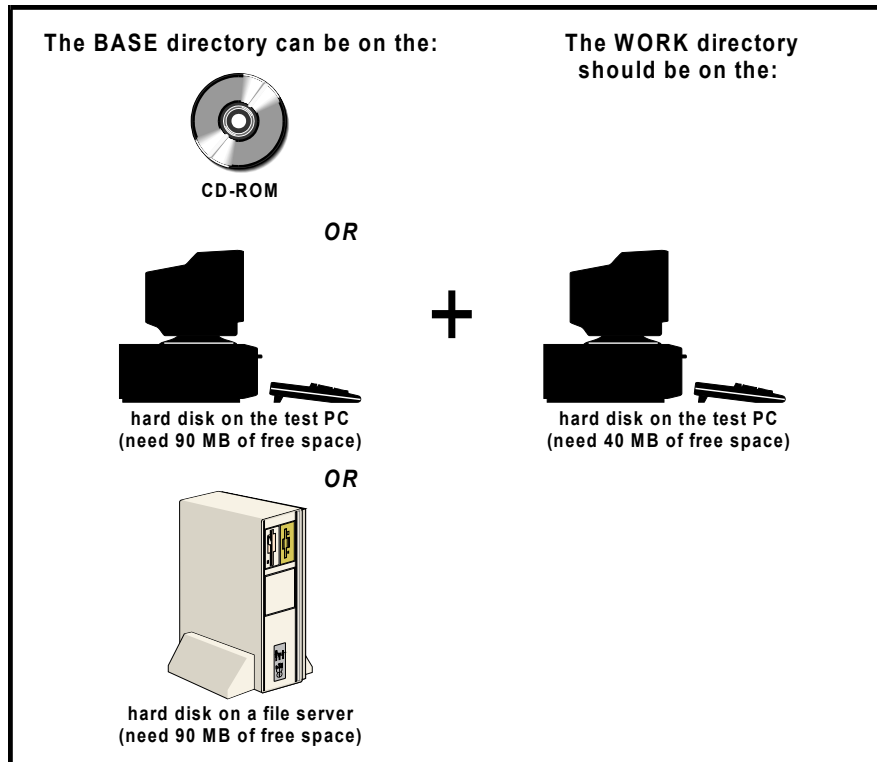 The BASE directory can be on the:
The WORK directory
should be on the:
CD-ROM
OR
hard disk on the test PC
(need 90 MB of free space)
+
hard disk on the test PC
(need 40 MB of free space)
OR
hard disk on a file server
(need 90 MB of free space)